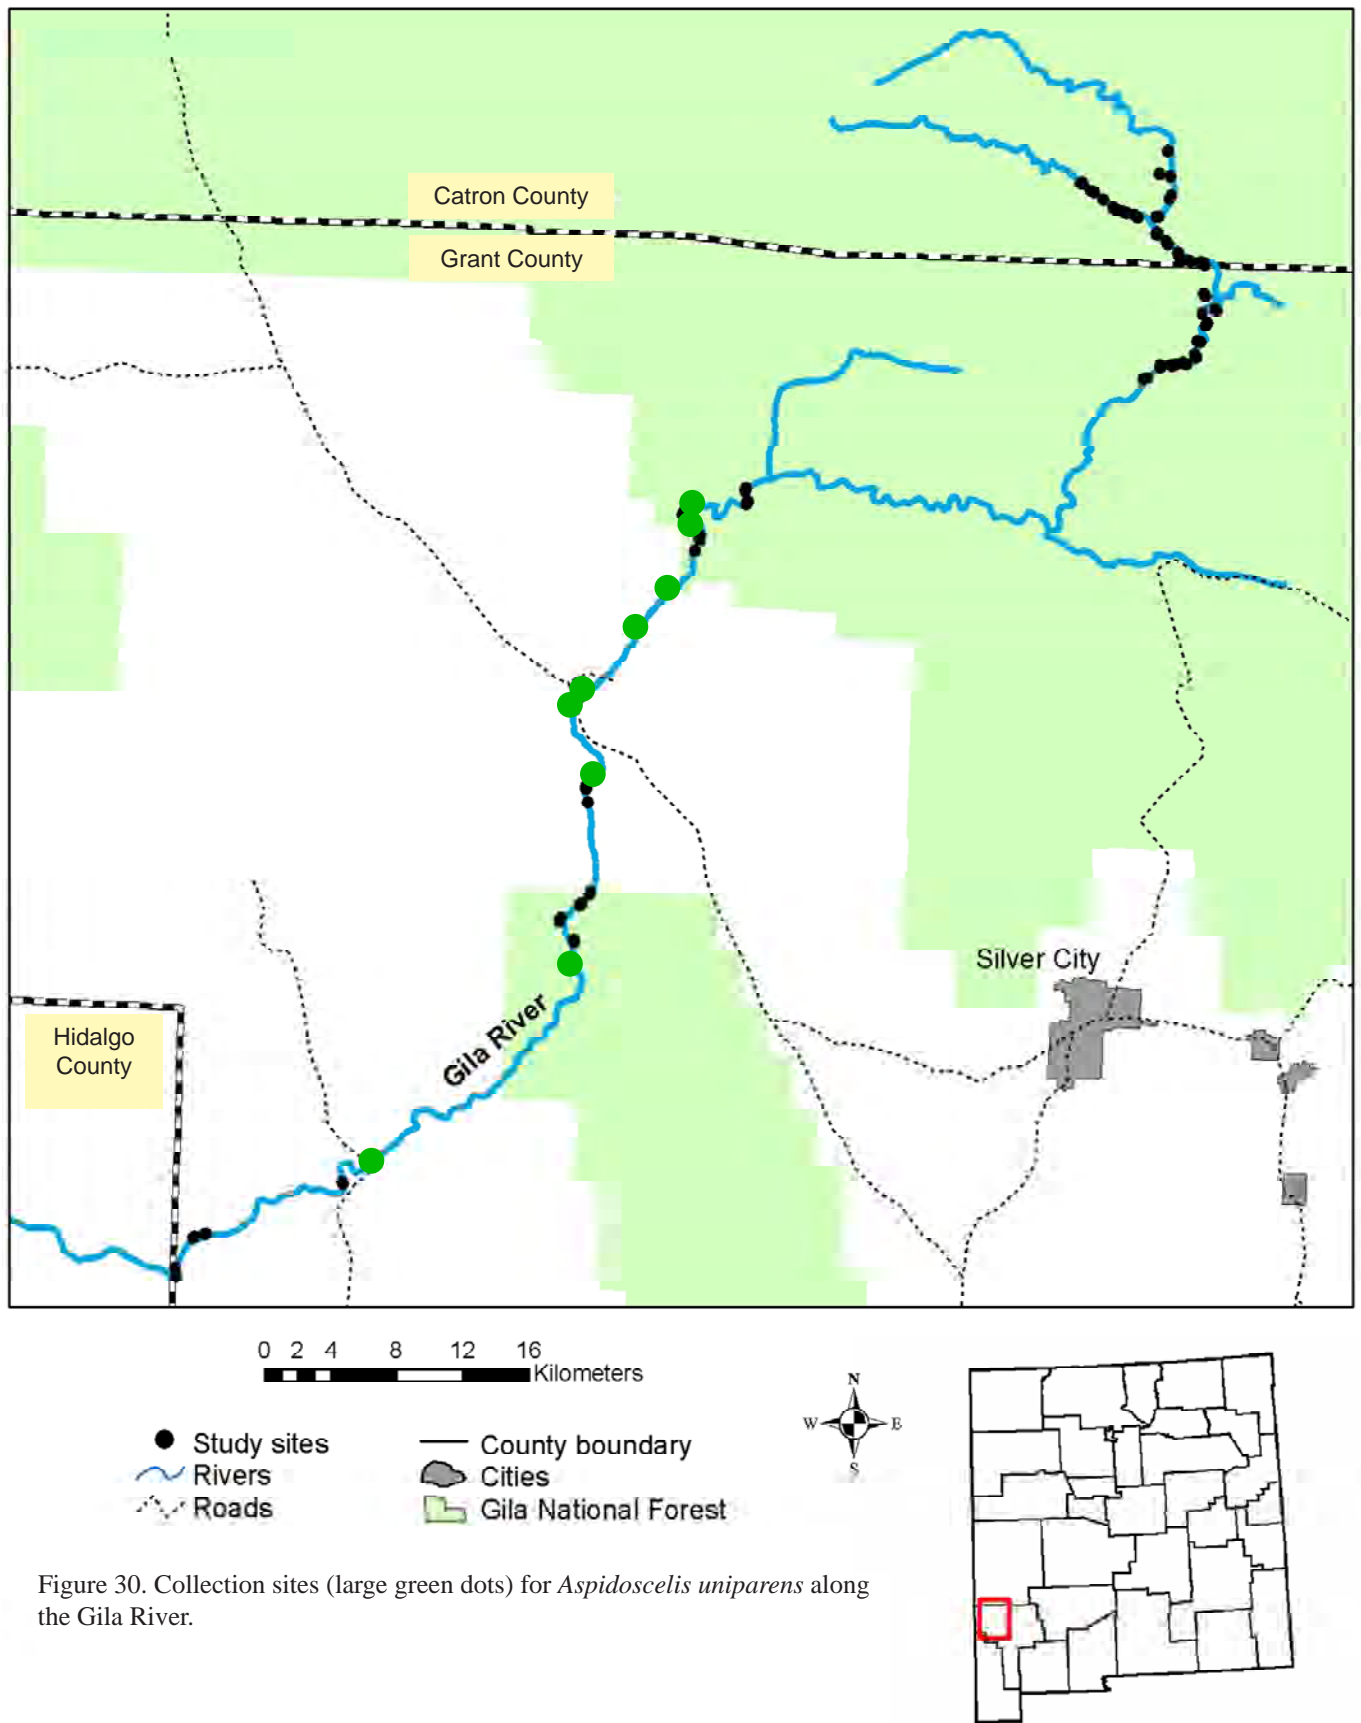 Catron County
Grant County
Silver City
Gila River
Hidalgo
County
0 2 4 8 12 16
Kilometers
N
W E
S
Study sites
Rivers
Roads
County boundary
Cities
Gila National Forest
Figure 30. Collection sites (large green dots) for Aspidoscelis uniparens along
the Gila River.